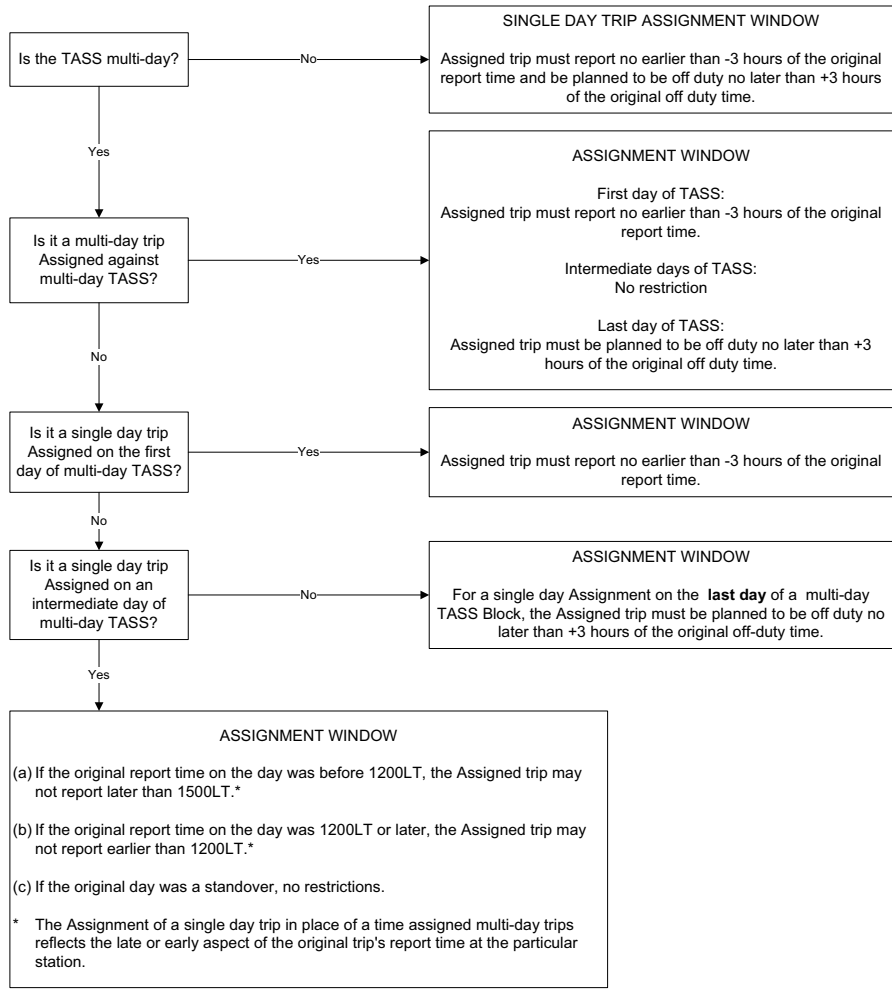 Is the TASS multi-day?
No
SINGLE DAY TRIP ASSIGNMENT WINDOW
Assigned trip must report no earlier than -3 hours of the original
report time and be planned to be off duty no later than +3 hours
of the original off duty time.
Yes
Is it a multi-day trip
Assigned against
multi-day TASS?
Yes
ASSIGNMENT WINDOW
First day of TASS:
Assigned trip must report no earlier than -3 hours of the original
report time.
Intermediate days of TASS:
No restriction
Last day of TASS:
Assigned trip must be planned to be off duty no later than +3
hours of the original off duty time.
No
Is it a single day trip
Assigned on the first
day of multi-day TASS?
Yes
ASSIGNMENT WINDOW
Assigned trip must report no earlier than -3 hours of the original
report time.
No
Is it a single day trip
Assigned on an
intermediate day of
multi-day TASS?
No
ASSIGNMENT WINDOW
For a single day Assignment on the last day of a multi-day
TASS Block, the Assigned trip must be planned to be off duty no
later than +3 hours of the original off-duty time.
Yes
ASSIGNMENT WINDOW
(a) If the original report time on the day was before 1200LT, the Assigned trip may
not report later than 1500LT.*
(b) If the original report time on the day was 1200LT or later, the Assigned trip may
not report earlier than 1200LT.*
(c) If the original day was a standover, no restrictions.
* The Assignment of a single day trip in place of a time assigned multi-day trips
reflects the late or early aspect of the original trip's report time at the particular
station.